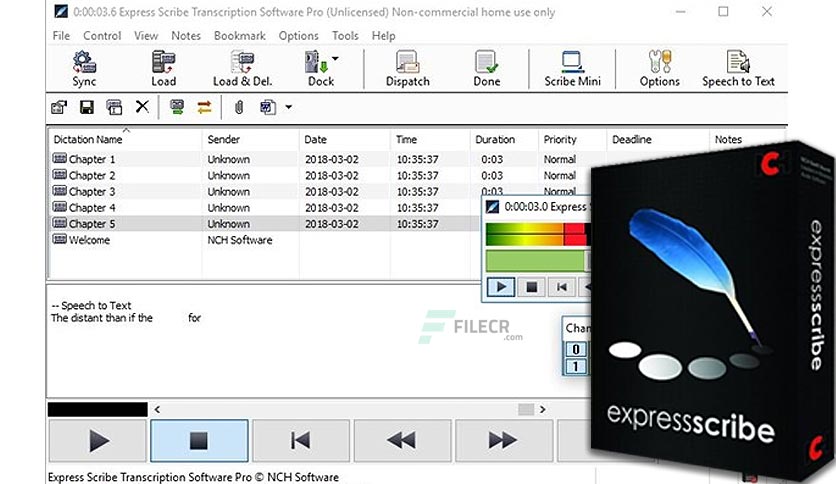 0:00:03.6 Express Scribe Transcription Software Pro (Unlicensed) Non-commercial home use only
File Control View Notes Bookmark Options Tools Help
Sync Load Load & Del. Dock Dispatch Done Scribe Mini Options Speech to Text
Dictation Name Sender Date Time Duration Priority Deadline Notes
Chapter 1 Unknown 2018-03-02 10:35:37 0:03 Normal
Chapter 2 Unknown 2018-03-02 10:35:37 0:03 Normal
Chapter 3 Unknown 2018-03-02 10:35:37 0:03 Normal
Chapter 4 Unknown 2018-03-02 10:35:37
Chapter 5 Unknown 2018-03-02 10:35:37
Welcome NCH Software
0:00:03.0 Express
-- Speech to Text
The distant than if the for
FILECR
.com
Chan
0
1
expressscribe
expressscribe
Express Scribe Transcription Software Pro © NCH Software